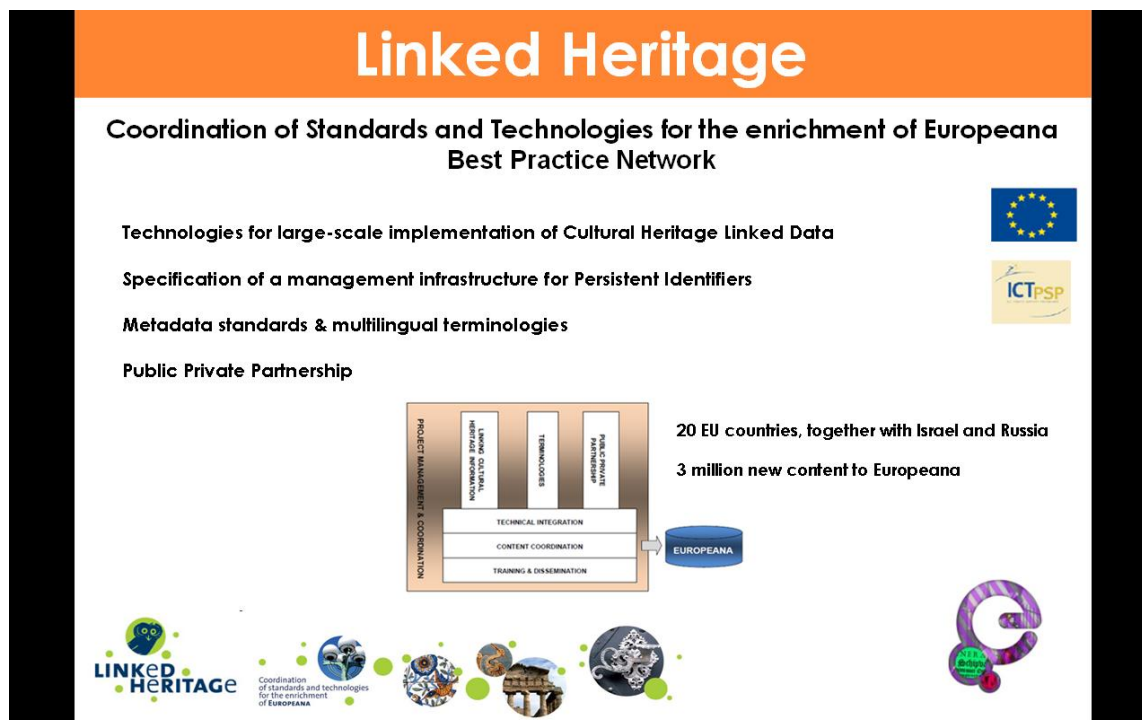 Linked Heritage
Coordination of Standards and Technologies for the enrichment of Europeana
Best Practice Network
Technologies for large-scale implementation of Cultural Heritage Linked Data
Specification of a management infrastructure for Persistent Identifiers
Metadata standards & multilingual terminologies
Public Private Partnership
ICTPSP
PROJECT MANAGEMENT & COORDINATION
LINKING CULTURAL
HERITAGE INFORMATION
TERMINOLOGIES
PUBLIC PRIVATE
PARTNERSHIP
TECHNICAL INTEGRATION
CONTENT COORDINATION
TRAINING & DISSEMINATION
EUROPEANA
20 EU countries, together with Israel and Russia
3 million new content to Europeana
LINKeD
HeRITAGe
Coordination
of standards and technologies
for the enrichment
of EUROPEANA